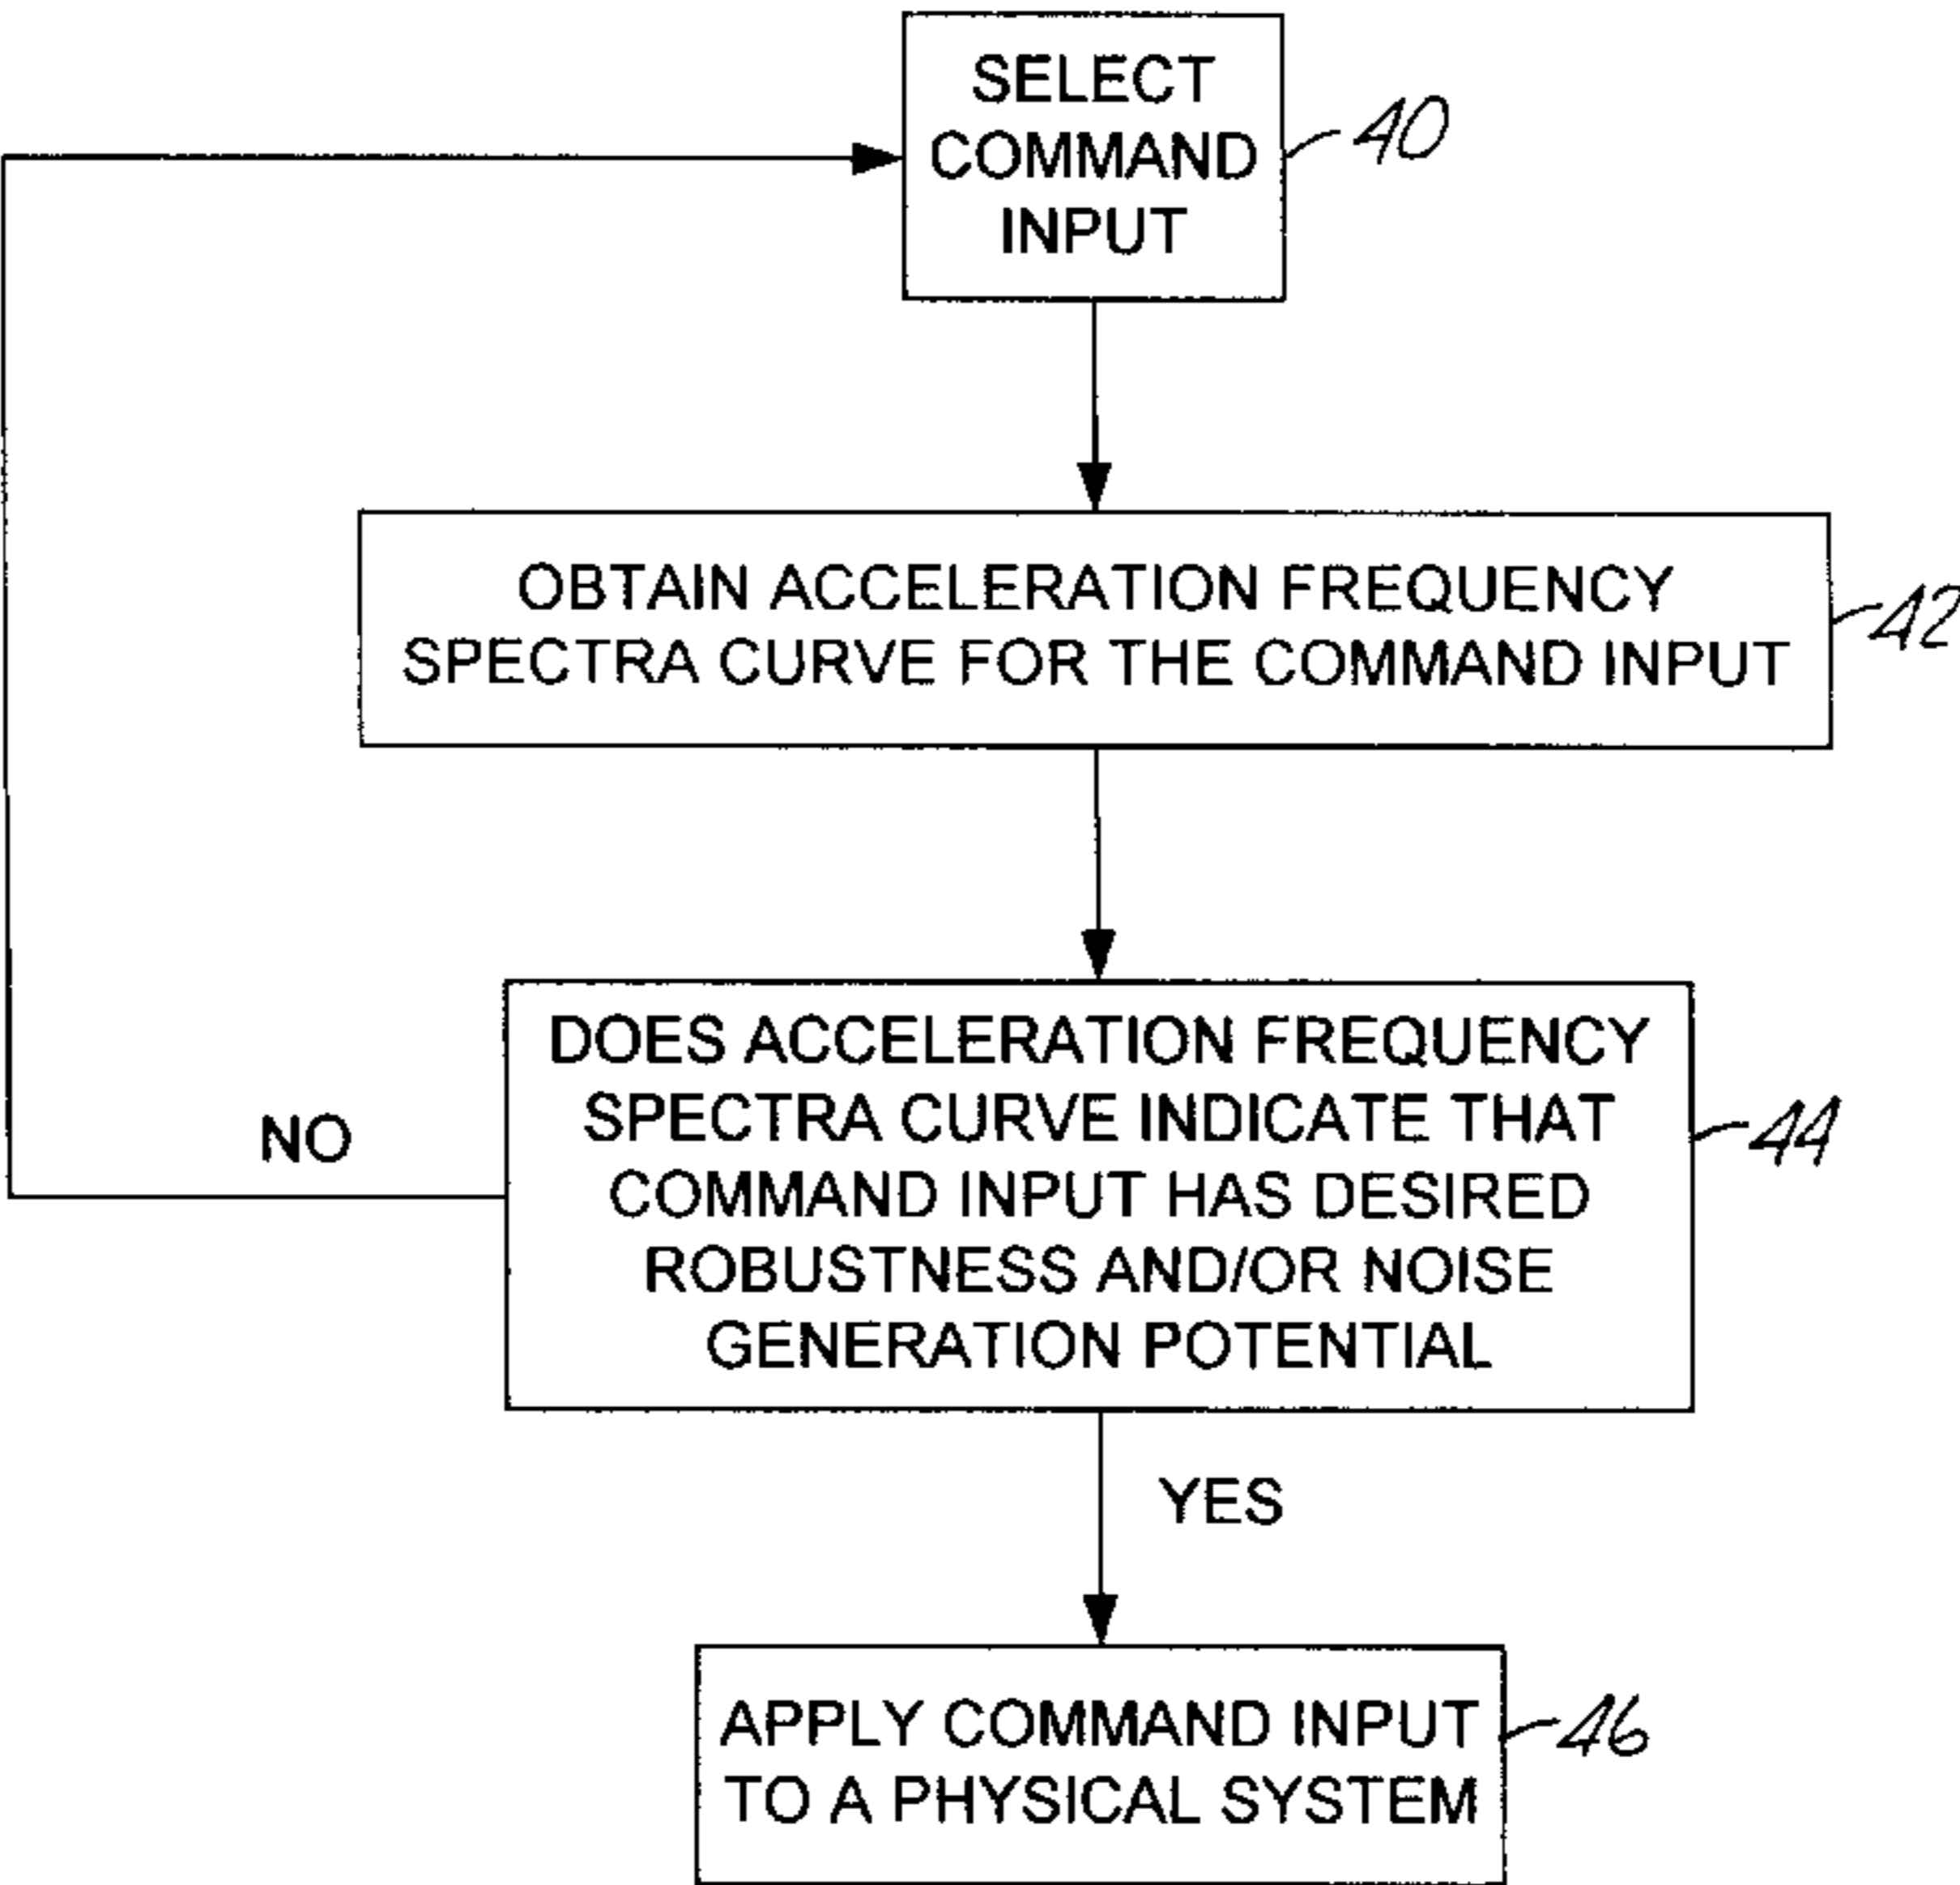 SELECT
COMMAND
INPUT
40
OBTAIN ACCELERATION FREQUENCY
SPECTRA CURVE FOR THE COMMAND INPUT
42
DOES ACCELERATION FREQUENCY
SPECTRA CURVE INDICATE THAT
COMMAND INPUT HAS DESIRED
ROBUSTNESS AND/OR NOISE
GENERATION POTENTIAL
44
NO
YES
APPLY COMMAND INPUT
TO A PHYSICAL SYSTEM
46